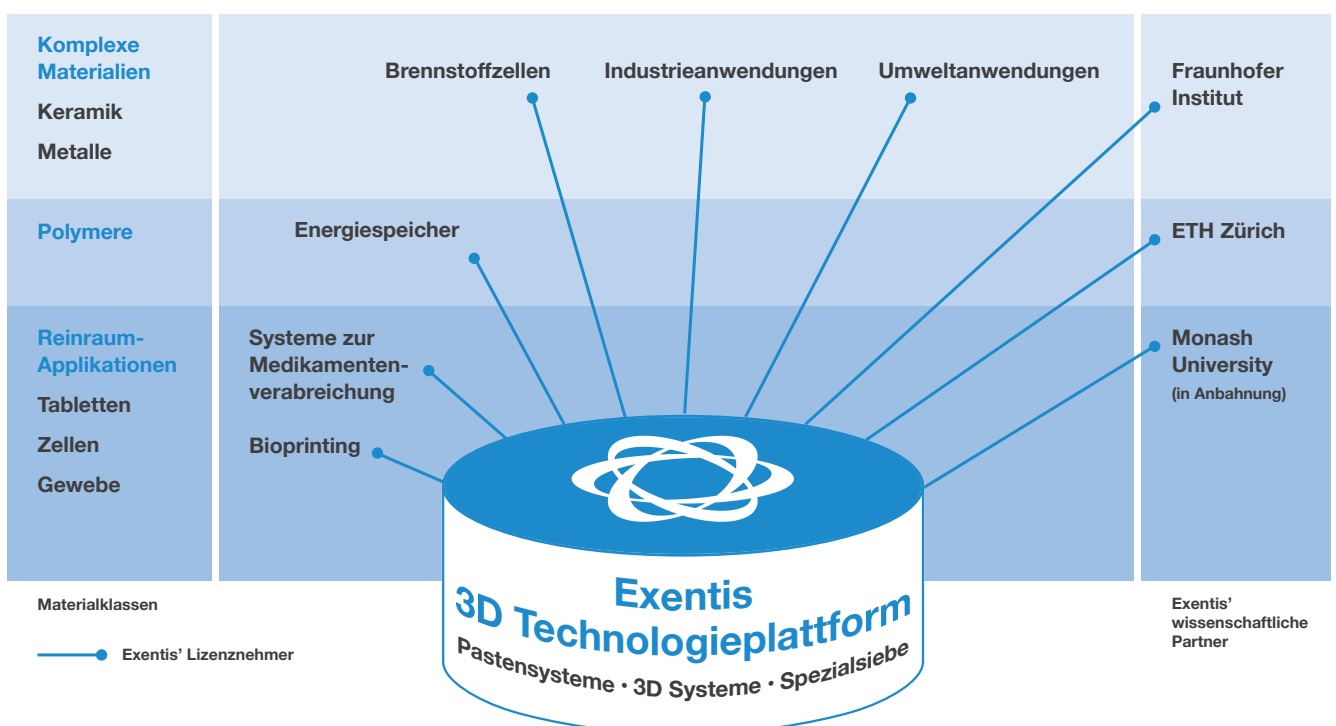 Komplexe
Materialien
Keramik
Metalle
Brennstoffzellen
Industrieanwendungen
Umweltanwendungen
Fraunhofer
Institut
Polymere
Energiespeicher
ETH Zürich
Reinraum-
Applikationen
Tabletten
Zellen
Gewebe
Systeme zur
Medikamenten-
verabreichung
Bioprinting
Monash
University
(in Anbahnung)
Exentis
3D Technologieplattform
Pastensysteme · 3D Systeme · Spezialsiebe
Materialklassen
Exentis' Lizenznehmer
Exentis'
wissenschaftliche
Partner